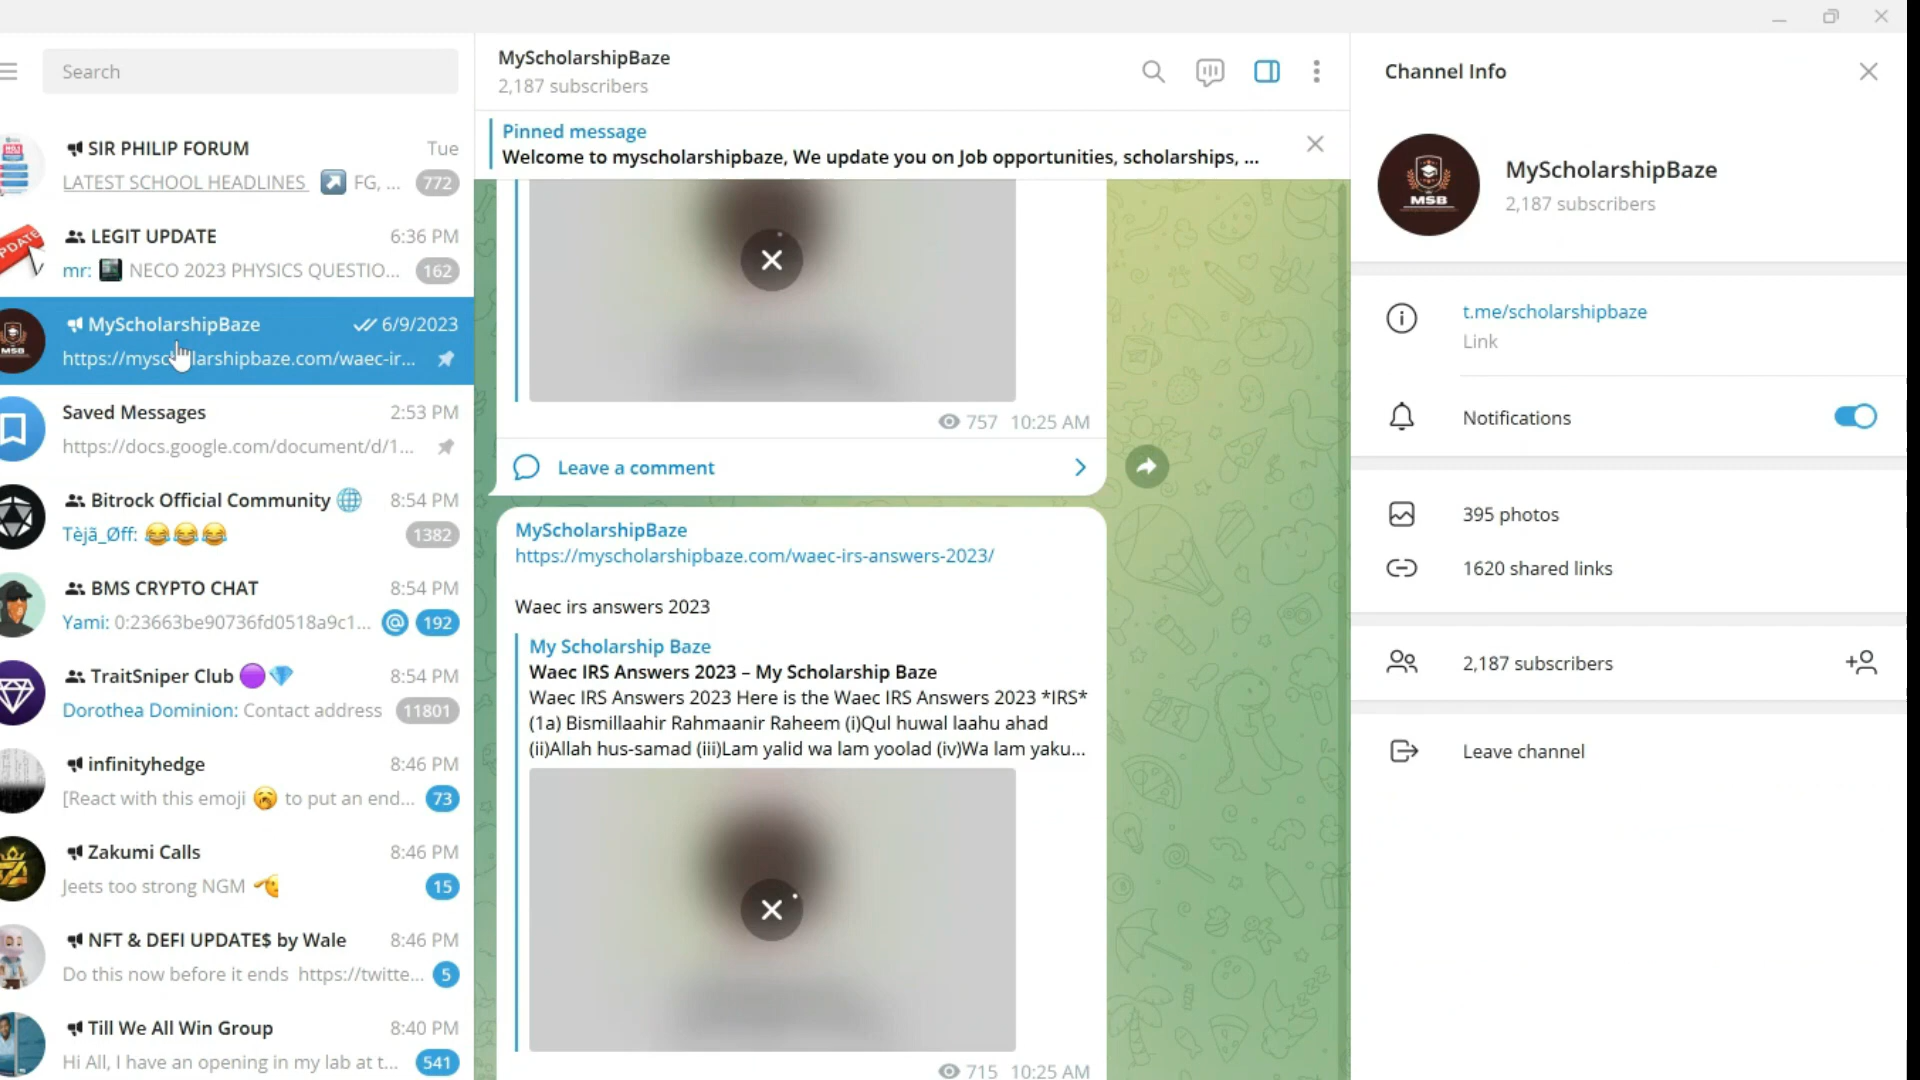 Search
SIR PHILIP FORUM Tue
LATEST SCHOOL HEADLINES ↗ FG, ... 772
LEGIT UPDATE 6:36 PM
mr: NECO 2023 PHYSICS QUESTIO... 162
MyScholarshipBaze 6/9/2023
https://myscholarshipbaze.com/waec-ir...
Saved Messages 2:53 PM
https://docs.google.com/document/d/1...
Bitrock Official Community 🌐 8:54 PM
Tèjã_Øff: 😂😂😂 1382
BMS CRYPTO CHAT 8:54 PM
Yami: 0:23663be90736fd0518a9c1... @ 192
TraitSniper Club 🟣💎 8:54 PM
Dorothea Dominion: Contact address 11801
infinityhedge 8:46 PM
[React with this emoji 😭 to put an end... 73
Zakumi Calls 8:46 PM
Jeets too strong NGM 15
NFT & DEFI UPDATE$ by Wale 8:46 PM
Do this now before it ends https://twitte... 5
Till We All Win Group 8:40 PM
Hi All, I have an opening in my lab at t... 541
MyScholarshipBaze
2,187 subscribers
Pinned message
Welcome to myscholarshipbaze, We update you on Job opportunities, scholarships, ...
757 10:25 AM
Leave a comment
MyScholarshipBaze
https://myscholarshipbaze.com/waec-irs-answers-2023/
Waec irs answers 2023
My Scholarship Baze
Waec IRS Answers 2023 – My Scholarship Baze
Waec IRS Answers 2023 Here is the Waec IRS Answers 2023 *IRS*
(1a) Bismillaahir Rahmaanir Raheem (i)Qul huwal laahu ahad
(ii)Allah hus-samad (iii)Lam yalid wa lam yoolad (iv)Wa lam yaku...
715 10:25 AM
Channel Info
MSB
MyScholarshipBaze
2,187 subscribers
t.me/scholarshipbaze
Link
Notifications
395 photos
1620 shared links
2,187 subscribers
Leave channel